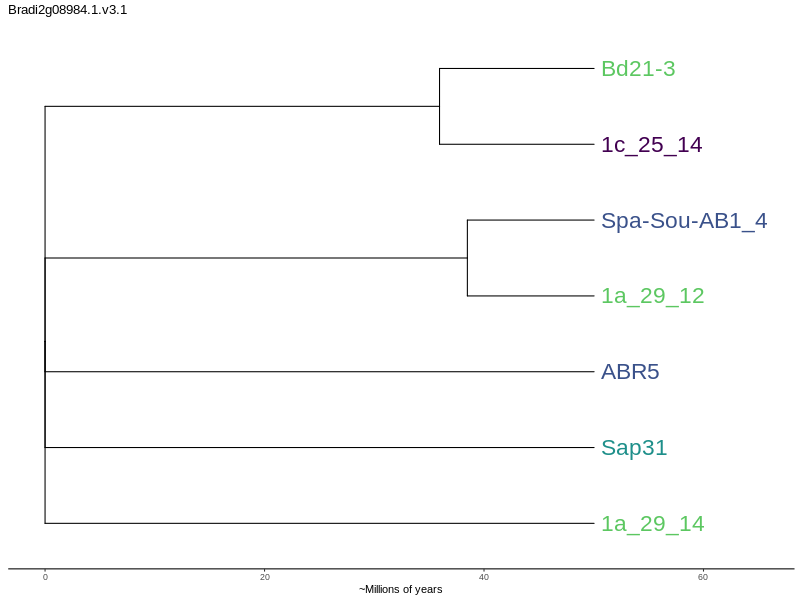 Bradi2g08984.1.v3.1
Bd21-3
1c_25_14
Spa-Sou-AB1_4
1a_29_12
ABR5
Sap31
1a_29_14
0 20 40 60
~Millions of years